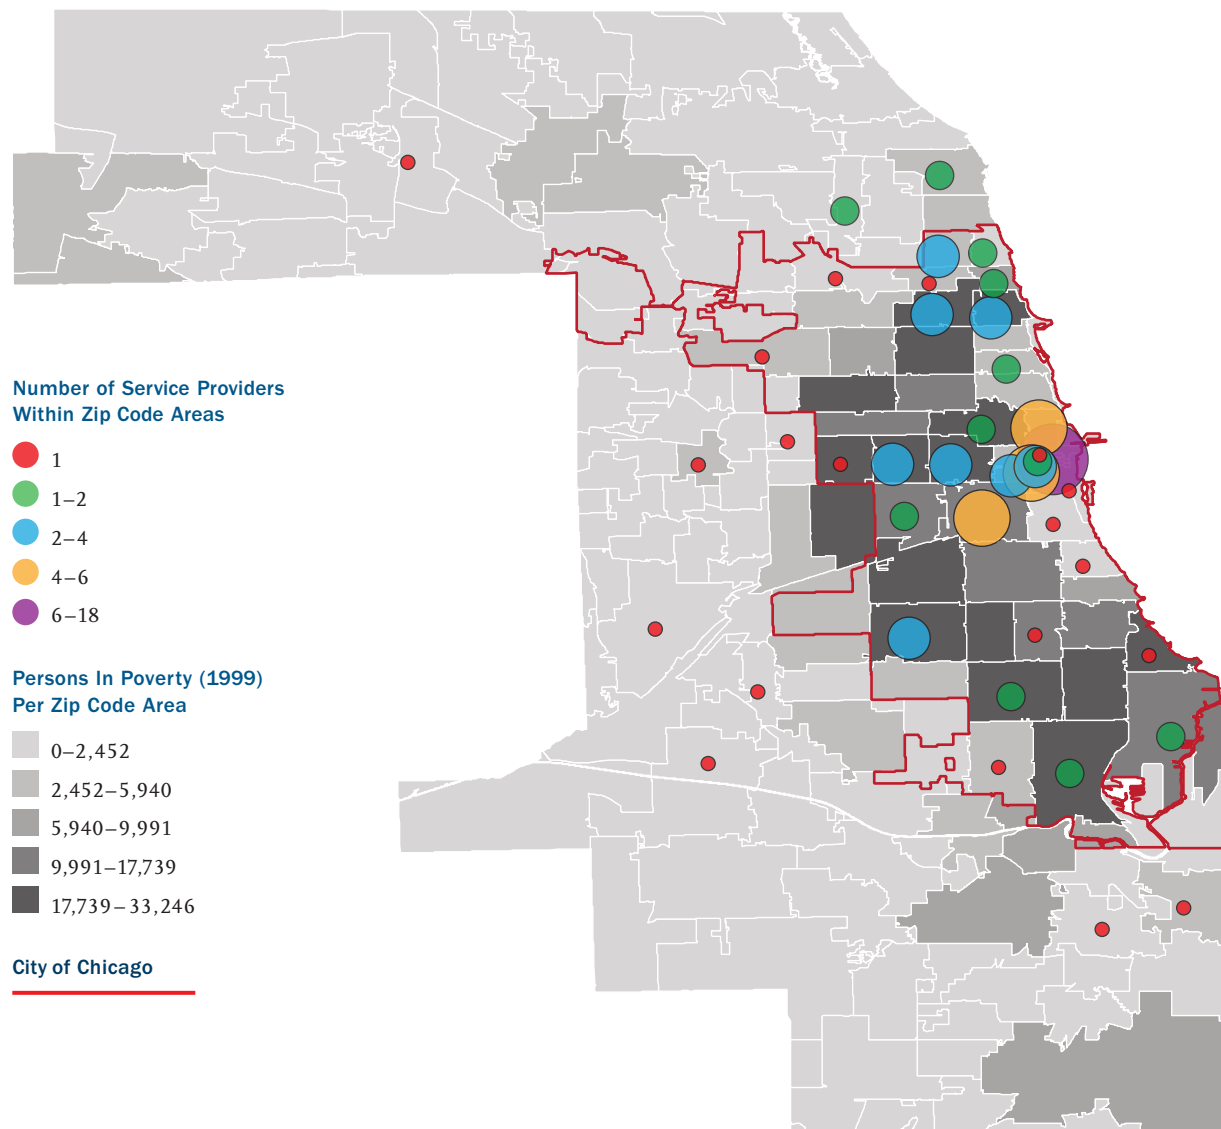 Number of Service Providers
Within Zip Code Areas
1
1–2
2–4
4–6
6–18
Persons In Poverty (1999)
Per Zip Code Area
0–2,452
2,452–5,940
5,940–9,991
9,991–17,739
17,739–33,246
City of Chicago